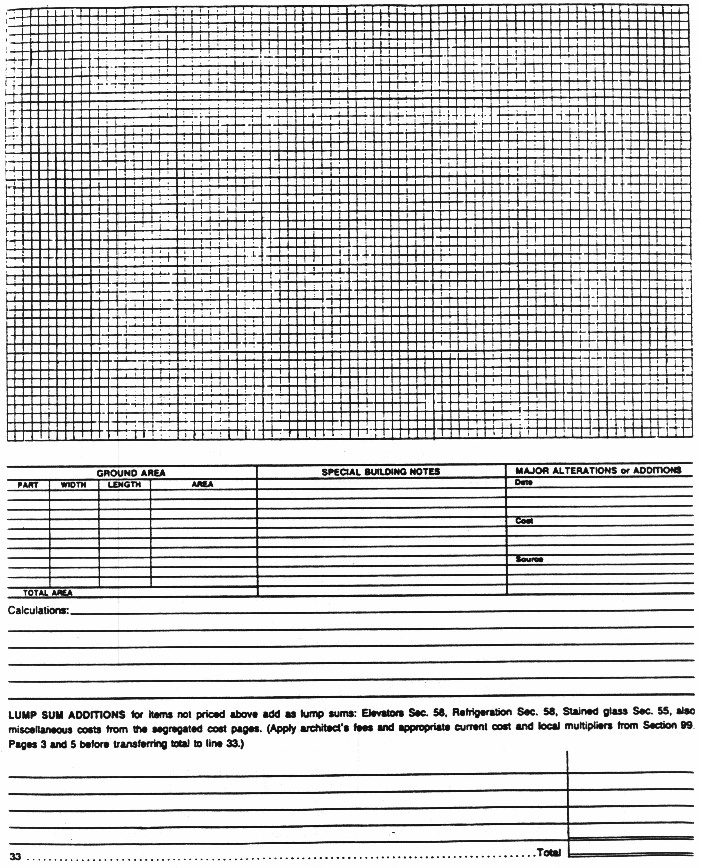 GROUND AREA SPECIAL BUILDING NOTES MAJOR ALTERATIONS or ADDITIONS
PART WIDTH LENGTH AREA Date
Cost
Source
TOTAL AREA
Calculations:
LUMP SUM ADDITIONS for items not priced above add as lump sums: Elevators Sec. 58, Refrigeration Sec. 58, Stained glass Sec. 55, also
miscellaneous costs from the segregated cost pages. (Apply architect's fees and appropriate current cost and local multipliers from Section 99
Pages 3 and 5 before transferring total to line 33.)
33 Total